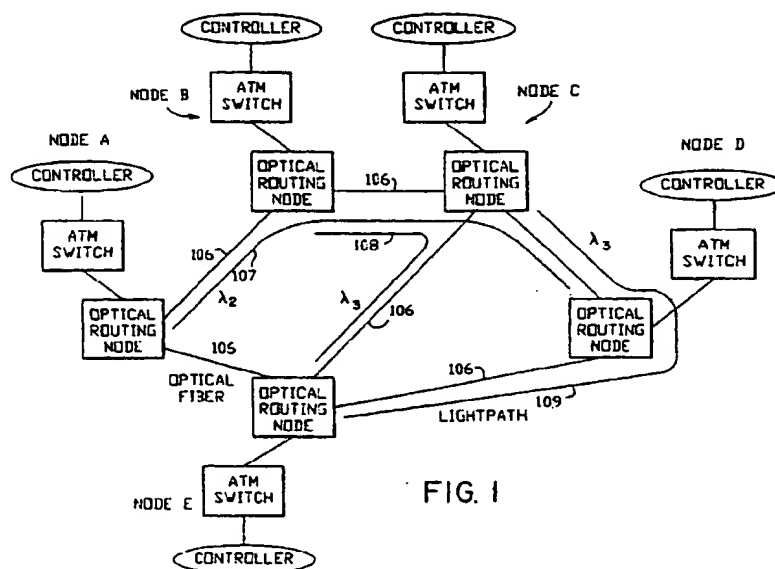 CONTROLLER
CONTROLLER
ATM
SWITCH
ATM
SWITCH
NODE B
NODE C
NODE A
NODE D
CONTROLLER
OPTICAL
ROUTING
NODE
106
OPTICAL
ROUTING
NODE
CONTROLLER
ATM
SWITCH
ATM
SWITCH
106
107
108
λ3
λ2
λ3
106
OPTICAL
ROUTING
NODE
OPTICAL
ROUTING
NODE
105
OPTICAL
FIBER
OPTICAL
ROUTING
NODE
106
109
LIGHTPATH
ATM
SWITCH
NODE E
FIG. 1
CONTROLLER